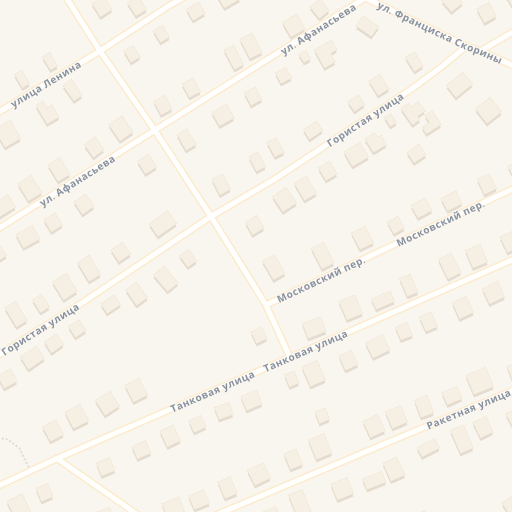 ул. Франциска Скорины
ул. Афанасьева
улица Ленина
Гористая улица
ул. Афанасьева
Московский пер.
Московский пер.
Гористая улица
Танковая улица
Танковая улица
Ракетная улица